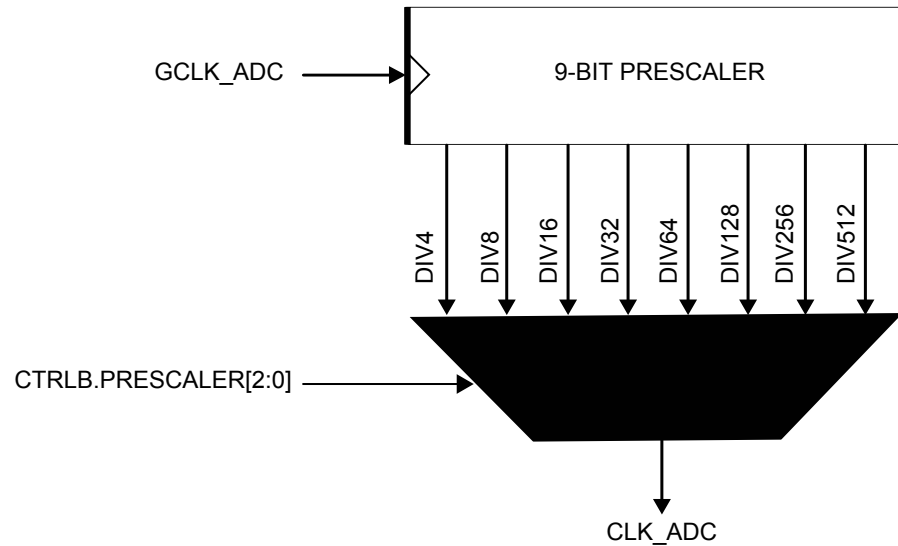 GCLK_ADC
9-BIT PRESCALER
DIV4
DIV8
DIV16
DIV32
DIV64
DIV128
DIV256
DIV512
CTRLB.PRESCALER[2:0]
CLK_ADC